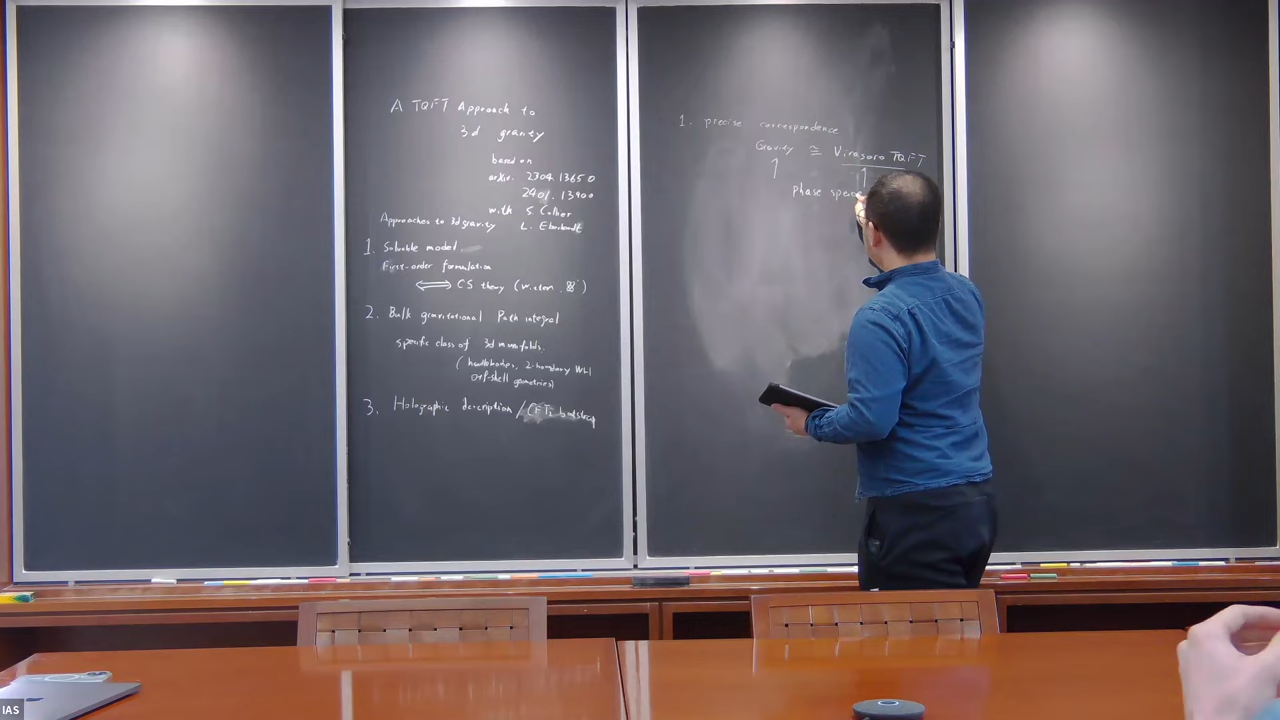 A TQFT Approach to
3d gravity
based on
arXiv. 2304.13650
2401.13900
with S. Collier
L. Eberhardt
Approaches to 3d gravity
1. Solvable model
First-order formulation
⟺ CS theory (Witten 88')
2. Bulk gravitational Path integral
specific class of 3d manifolds.
(handlebodies, 2-boundary WH
off-shell geometries)
3. Holographic description / CFT₂ bootstrap
1. precise correspondence
Gravity ≅ Virasoro TQFT
↑ ↑
phase space
IAS